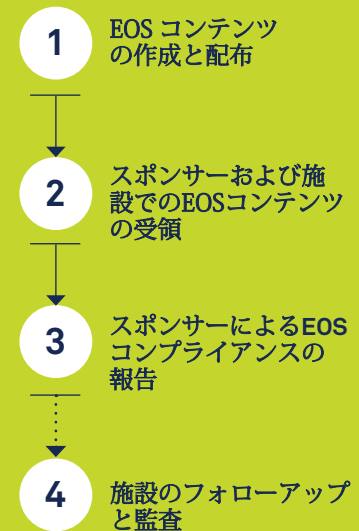 1
EOS コンテンツ
の作成と配布
2
スポンサーおよび施
設でのEOSコンテンツ
の受領
3
スポンサーによるEOS
コンプライアンスの
報告
4
施設のフォローアップ
と監査